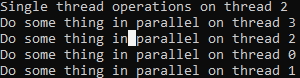 Single thread operations on thread 2
Do some thing in parallel on thread 3
Do some thing in parallel on thread 2
Do some thing in parallel on thread 0
Do some thing in parallel on thread 1